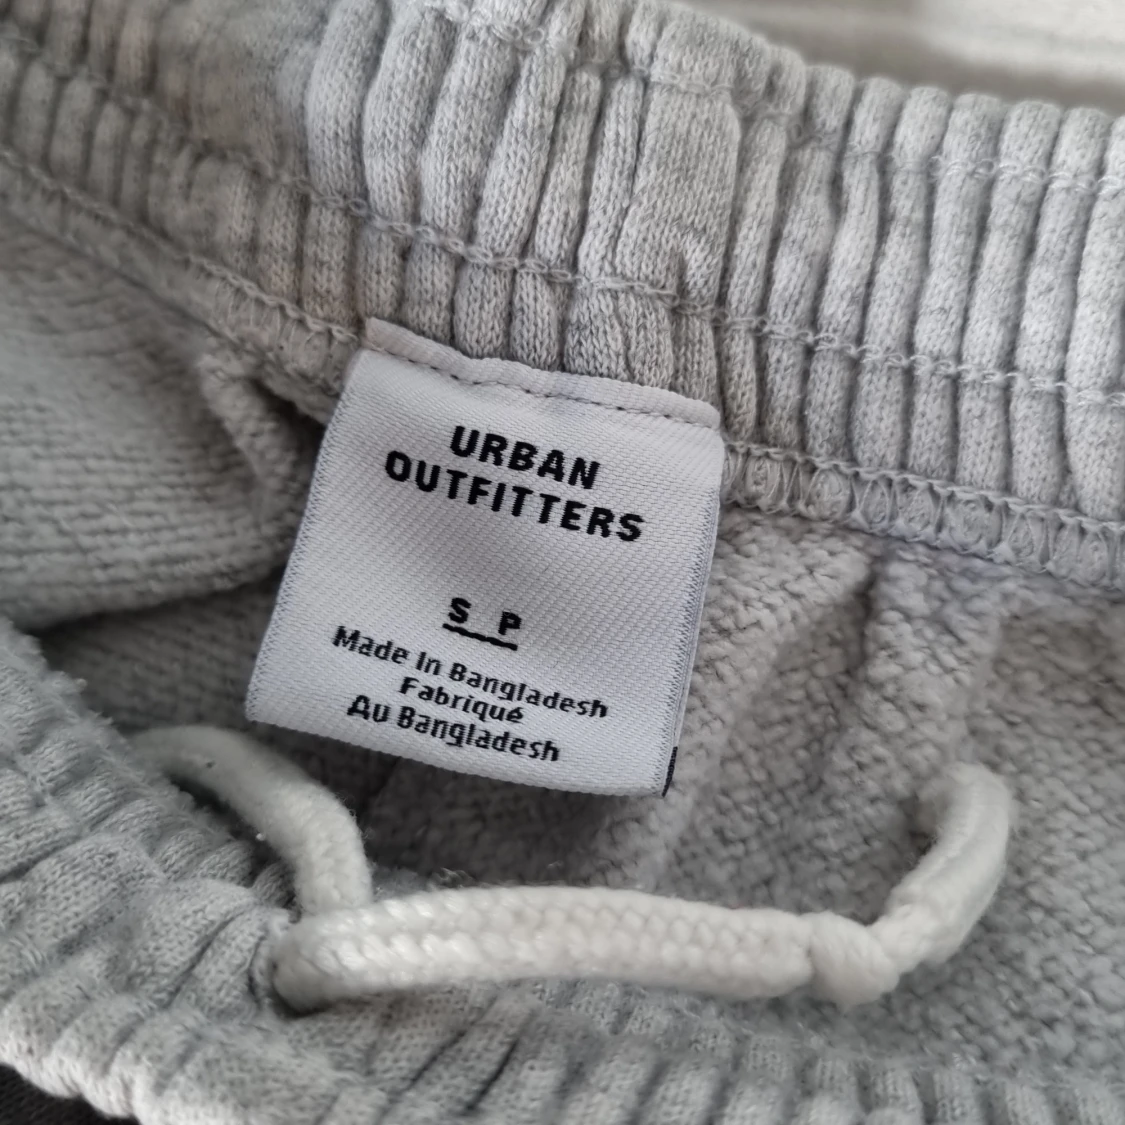 URBAN
OUTFITTERS
S P
Made In Bangladesh
Fabriqué
Au Bangladesh